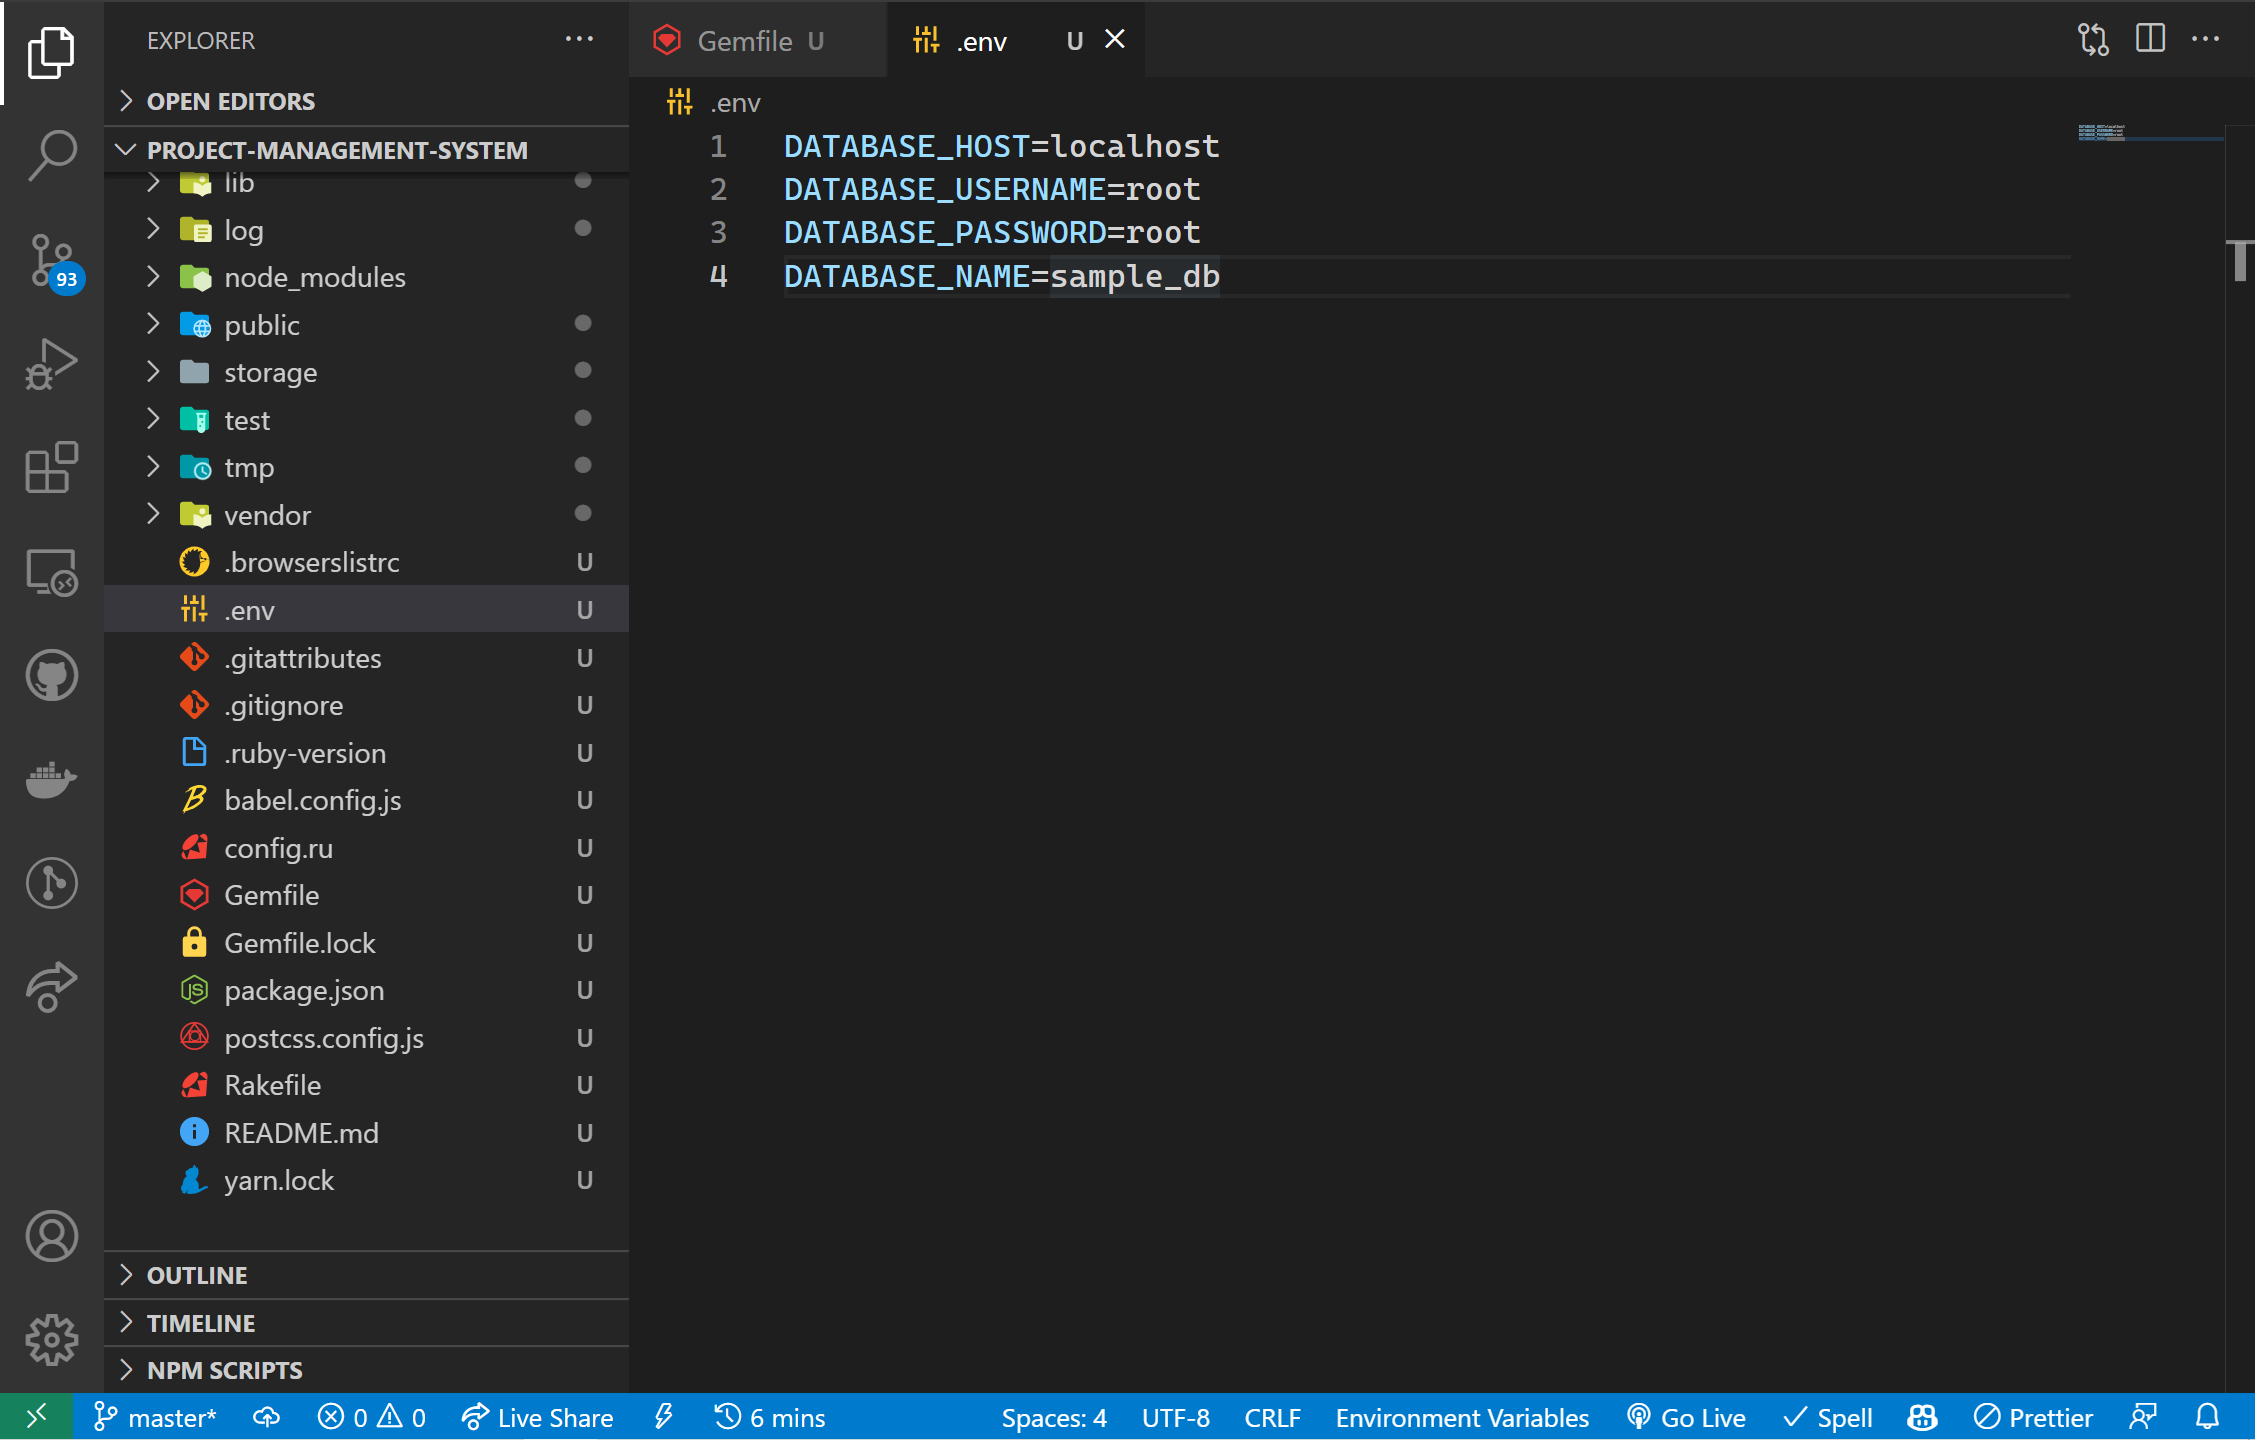 EXPLORER
Gemfile U
.env U
OPEN EDITORS
PROJECT-MANAGEMENT-SYSTEM
lib
log
node_modules
public
storage
test
tmp
vendor
.browserslistrc U
.env U
.gitattributes U
.gitignore U
.ruby-version U
babel.config.js U
config.ru U
Gemfile U
Gemfile.lock U
package.json U
postcss.config.js U
Rakefile U
README.md U
yarn.lock U
OUTLINE
TIMELINE
NPM SCRIPTS
93
.env
1 DATABASE_HOST=localhost
2 DATABASE_USERNAME=root
3 DATABASE_PASSWORD=root
4 DATABASE_NAME=sample_db
master* 0 0 Live Share 6 mins Spaces: 4 UTF-8 CRLF Environment Variables Go Live Spell Prettier